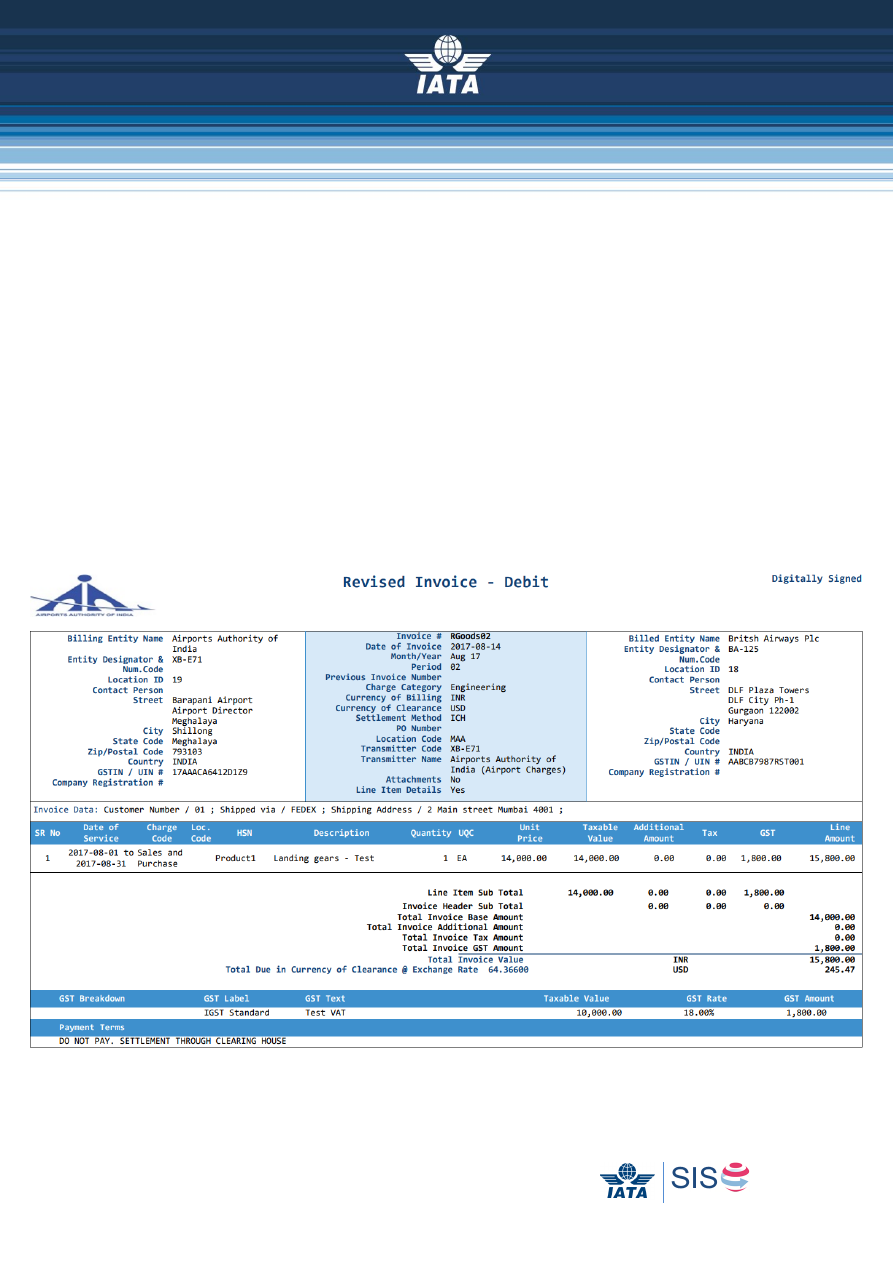 IATA
AIRPORTS AUTHORITY OF INDIA
Revised Invoice - Debit
Digitally Signed
Billing Entity Name Airports Authority of
India
Entity Designator & XB-E71
Num.Code
Location ID 19
Contact Person
Street Barapani Airport
Airport Director
Meghalaya
City Shillong
State Code Meghalaya
Zip/Postal Code 793103
Country INDIA
GSTIN / UIN # 17AAACA6412D1Z9
Company Registration #
Invoice # RGoods02
Date of Invoice 2017-08-14
Month/Year Aug 17
Period 02
Previous Invoice Number
Charge Category Engineering
Currency of Billing INR
Currency of Clearance USD
Settlement Method ICH
PO Number
Location Code MAA
Transmitter Code XB-E71
Transmitter Name Airports Authority of
India (Airport Charges)
Attachments No
Line Item Details Yes
Billed Entity Name Britsh Airways Plc
Entity Designator & BA-125
Num.Code
Location ID 18
Contact Person
Street DLF Plaza Towers
DLF City Ph-1
Gurgaon 122002
City Haryana
State Code
Zip/Postal Code
Country INDIA
GSTIN / UIN # AABCB7987RST001
Company Registration #
Invoice Data: Customer Number / 01 ; Shipped via / FEDEX ; Shipping Address / 2 Main street Mumbai 4001 ;
SR No Date of Service Charge Code Loc. Code HSN Description Quantity UQC Unit Price Taxable Value Additional Amount Tax GST Line Amount
1 2017-08-01 to 2017-08-31 Sales and Purchase Product1 Landing gears - Test 1 EA 14,000.00 14,000.00 0.00 0.00 1,800.00 15,800.00
Line Item Sub Total 14,000.00 0.00 0.00 1,800.00
Invoice Header Sub Total 0.00 0.00 0.00
Total Invoice Base Amount 14,000.00
Total Invoice Additional Amount 0.00
Total Invoice Tax Amount 0.00
Total Invoice GST Amount 1,800.00
Total Invoice Value INR 15,800.00
Total Due in Currency of Clearance @ Exchange Rate 64.36600 USD 245.47
GST Breakdown GST Label GST Text Taxable Value GST Rate GST Amount
IGST Standard Test VAT 10,000.00 18.00% 1,800.00
Payment Terms
DO NOT PAY. SETTLEMENT THROUGH CLEARING HOUSE
IATA SIS